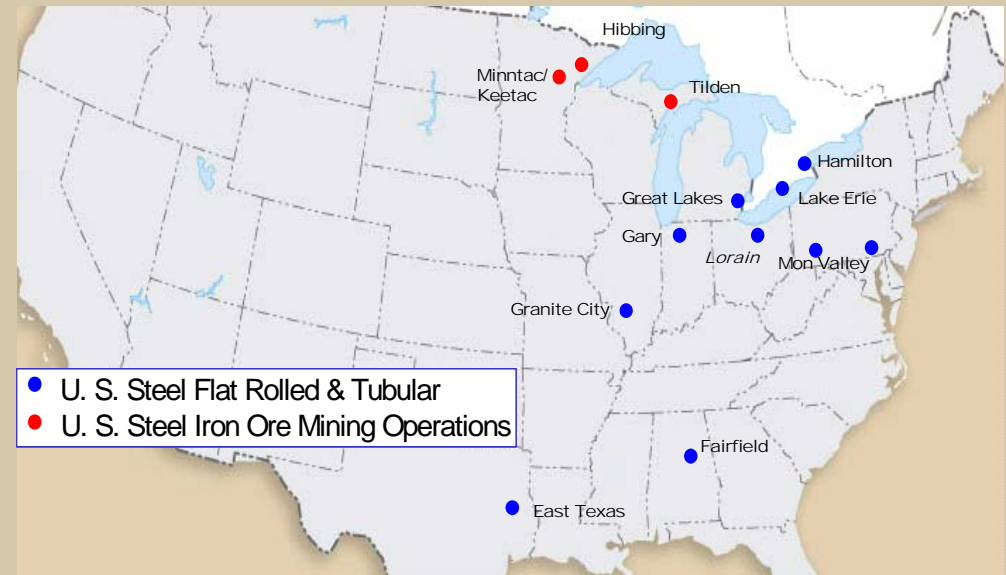 Hibbing
Minntac/
Keetac
Tilden
Hamilton
Great Lakes
Lake Erie
Gary
Lorain
Mon Valley
Granite City
U. S. Steel Flat Rolled & Tubular
U. S. Steel Iron Ore Mining Operations
Fairfield
East Texas